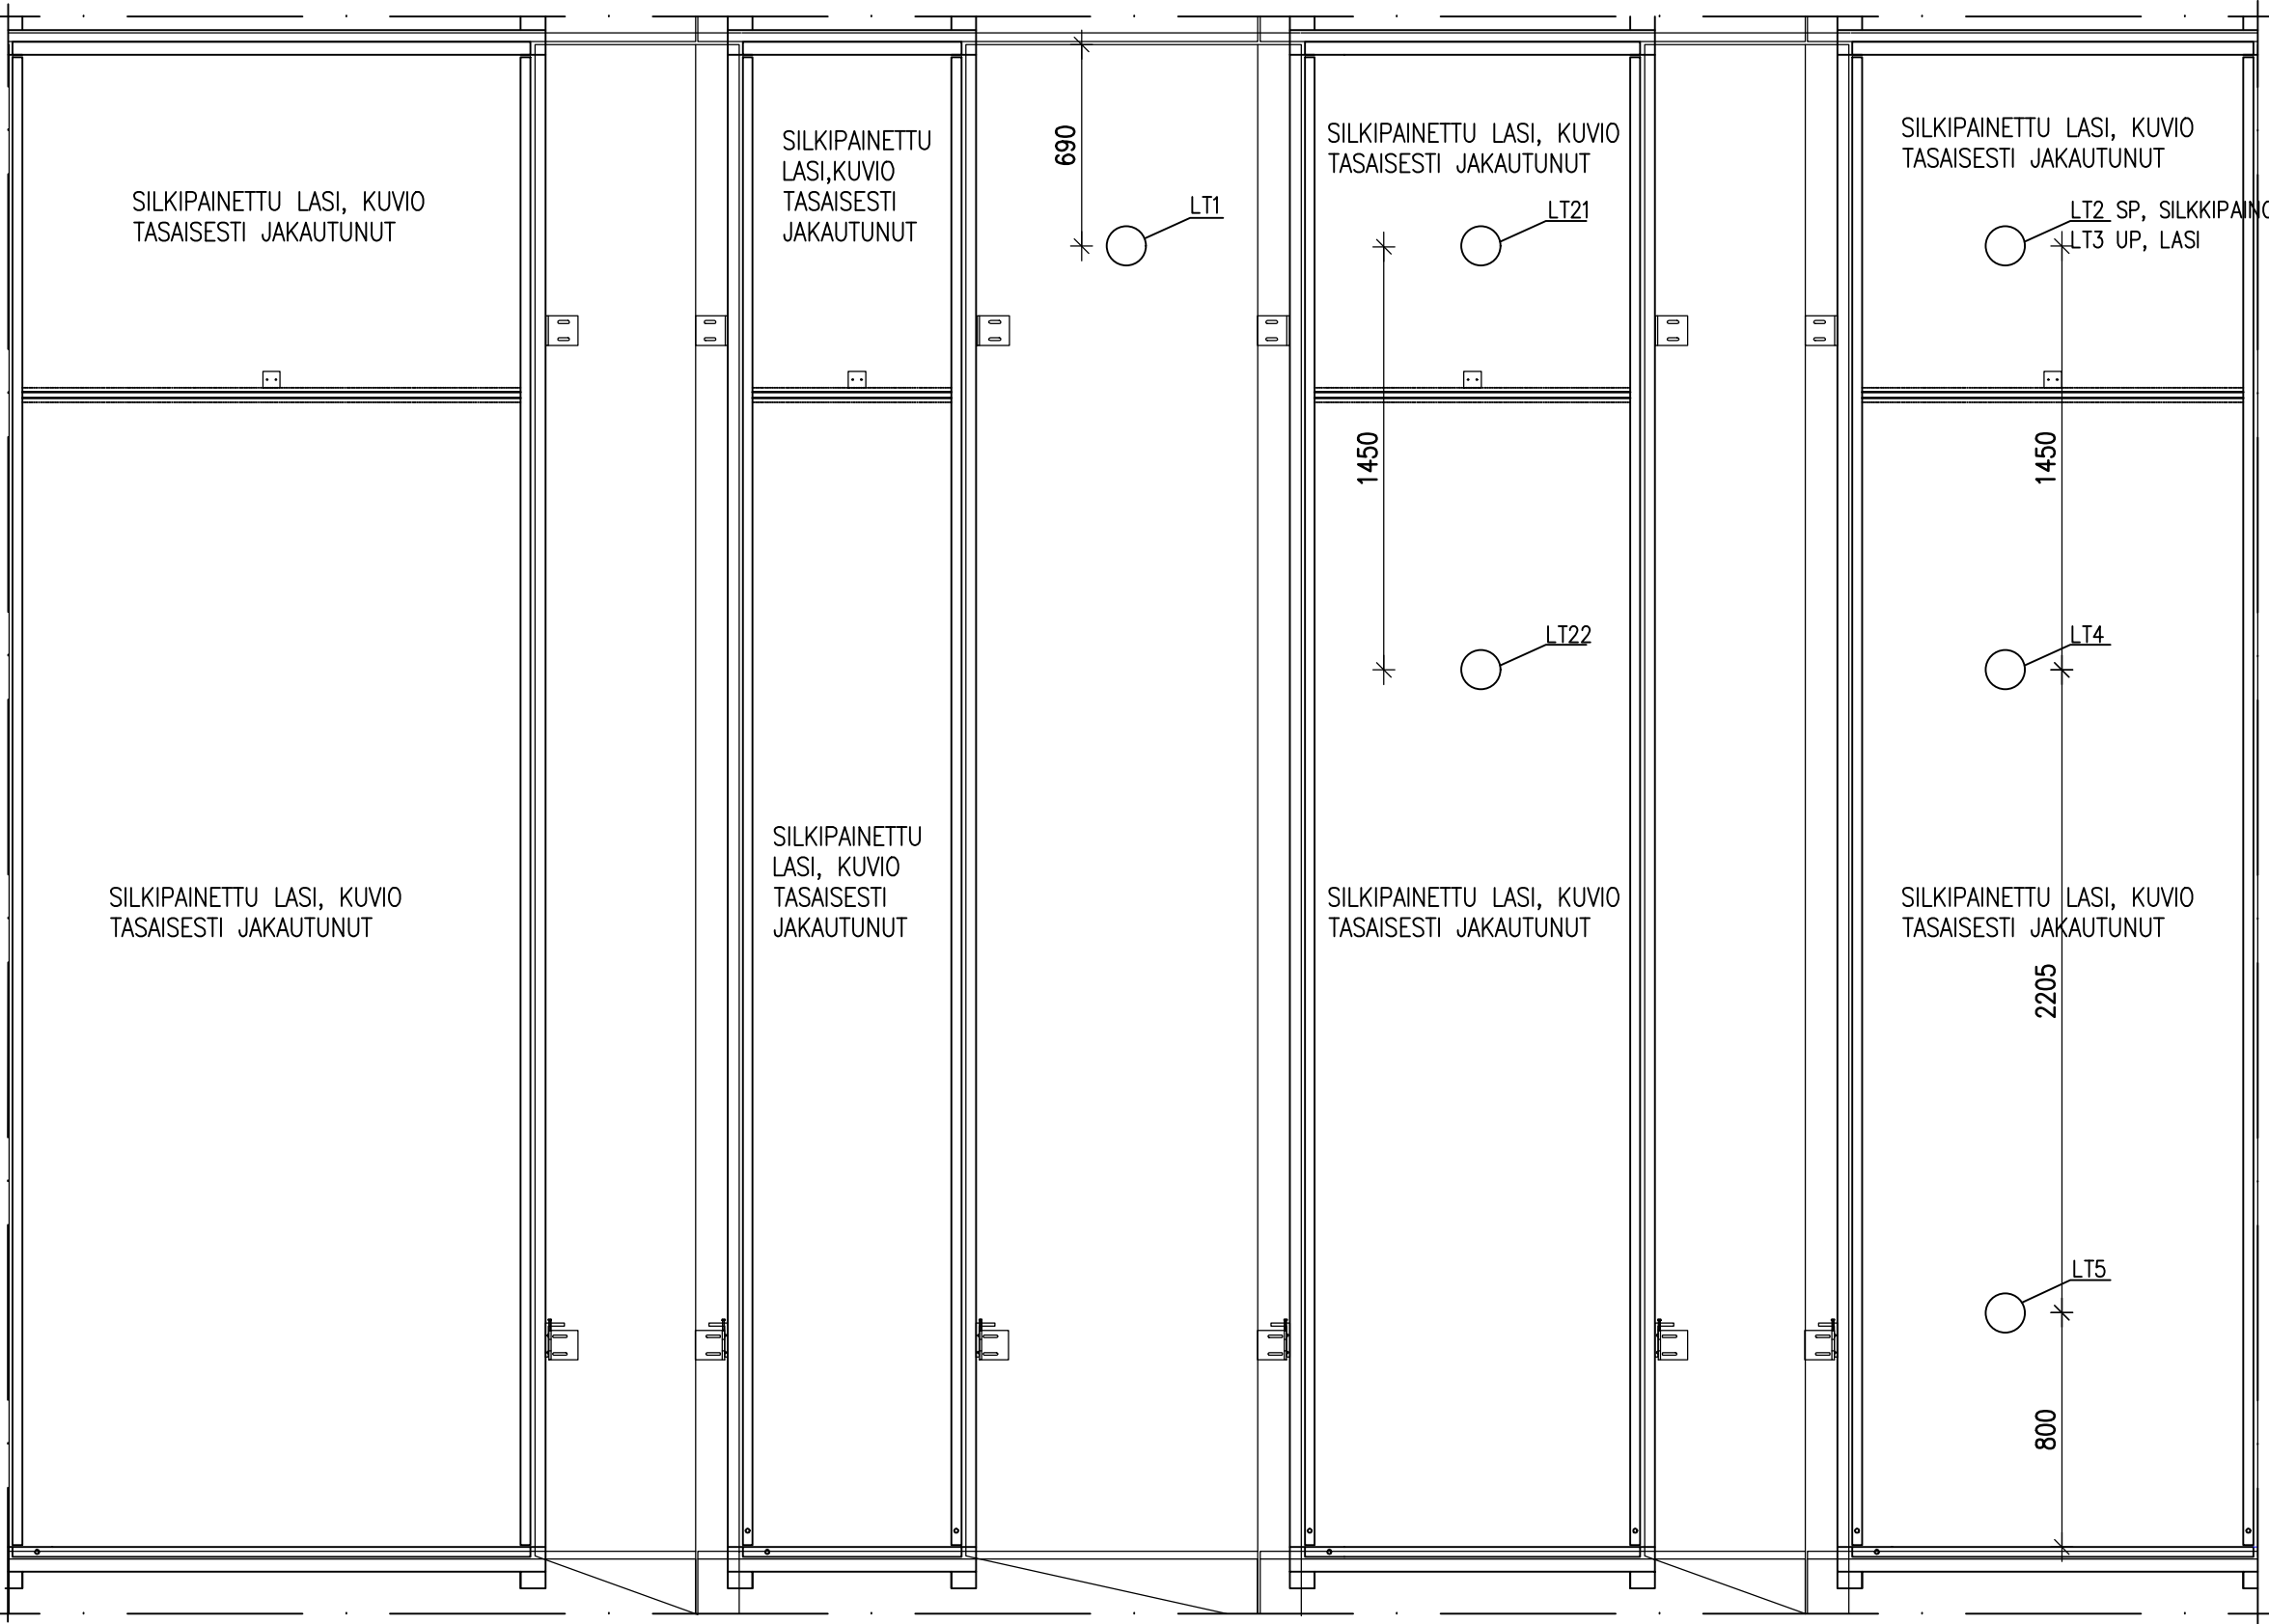 SILKIPAINETTU LASI, KUVIO
TASAISESTI JAKAUTUNUT
SILKIPAINETTU
LASI,KUVIO
TASAISESTI
JAKAUTUNUT
690
LT1
SILKIPAINETTU LASI, KUVIO
TASAISESTI JAKAUTUNUT
LT21
SILKIPAINETTU LASI, KUVIO
TASAISESTI JAKAUTUNUT
LT2 SP, SILKKIPAINO
LT3 UP, LASI
1450
1450
LT22
LT4
SILKIPAINETTU LASI, KUVIO
TASAISESTI JAKAUTUNUT
SILKIPAINETTU
LASI, KUVIO
TASAISESTI
JAKAUTUNUT
SILKIPAINETTU LASI, KUVIO
TASAISESTI JAKAUTUNUT
SILKIPAINETTU LASI, KUVIO
TASAISESTI JAKAUTUNUT
2205
LT5
800